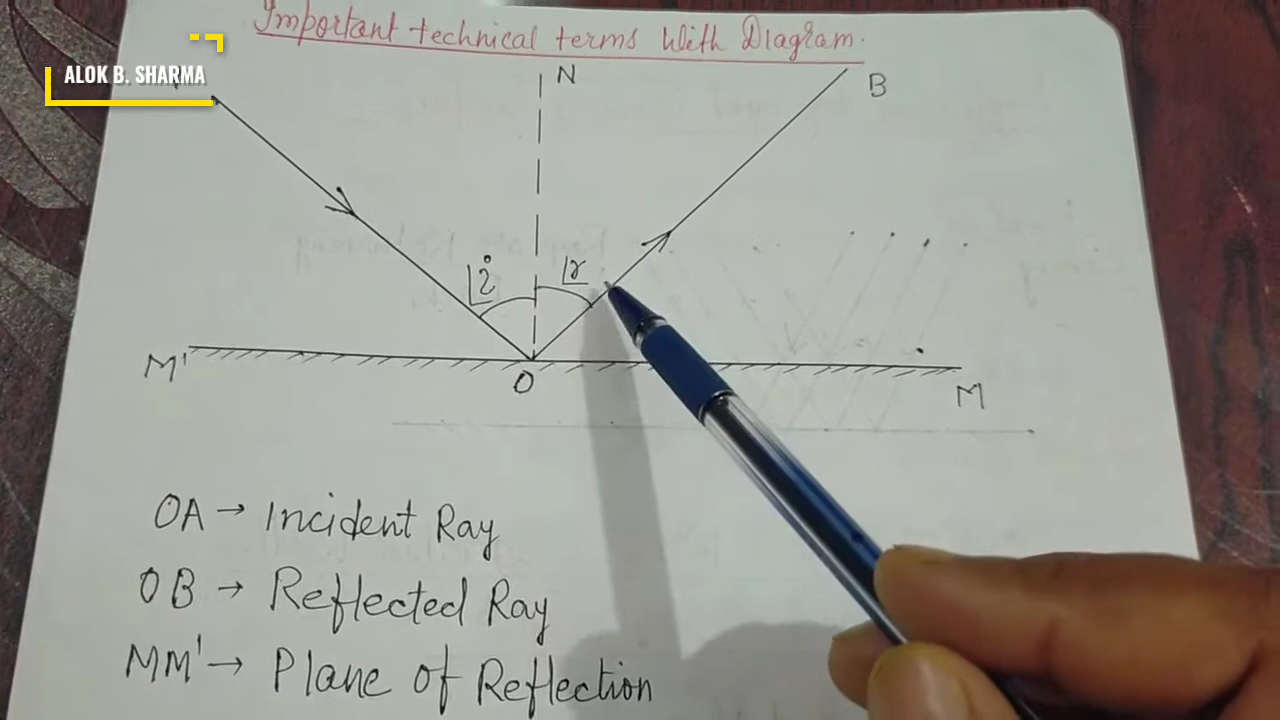 Important technical terms With Diagram.
ALOK B. SHARMA
N
B
∠i
∠r
M'
O
M
OA → Incident Ray
OB → Reflected Ray
MM' → Plane of Reflection